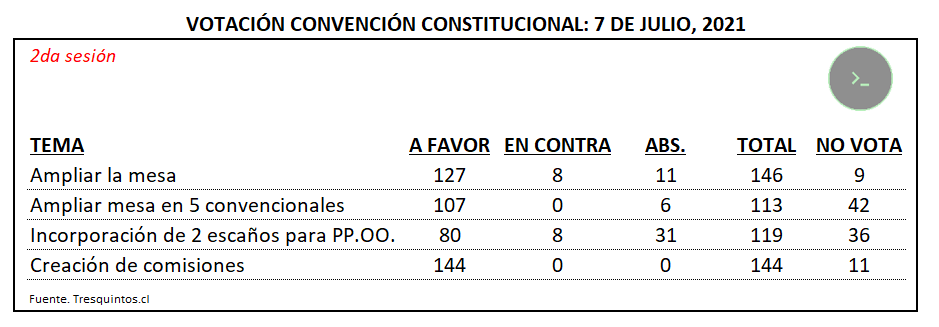 VOTACIÓN CONVENCIÓN CONSTITUCIONAL: 7 DE JULIO, 2021
2da sesión
>_
TEMA A FAVOR EN CONTRA ABS. TOTAL NO VOTA
Ampliar la mesa 127 8 11 146 9
Ampliar mesa en 5 convencionales 107 0 6 113 42
Incorporación de 2 escaños para PP.OO. 80 8 31 119 36
Creación de comisiones 144 0 0 144 11
Fuente. Tresquintos.cl